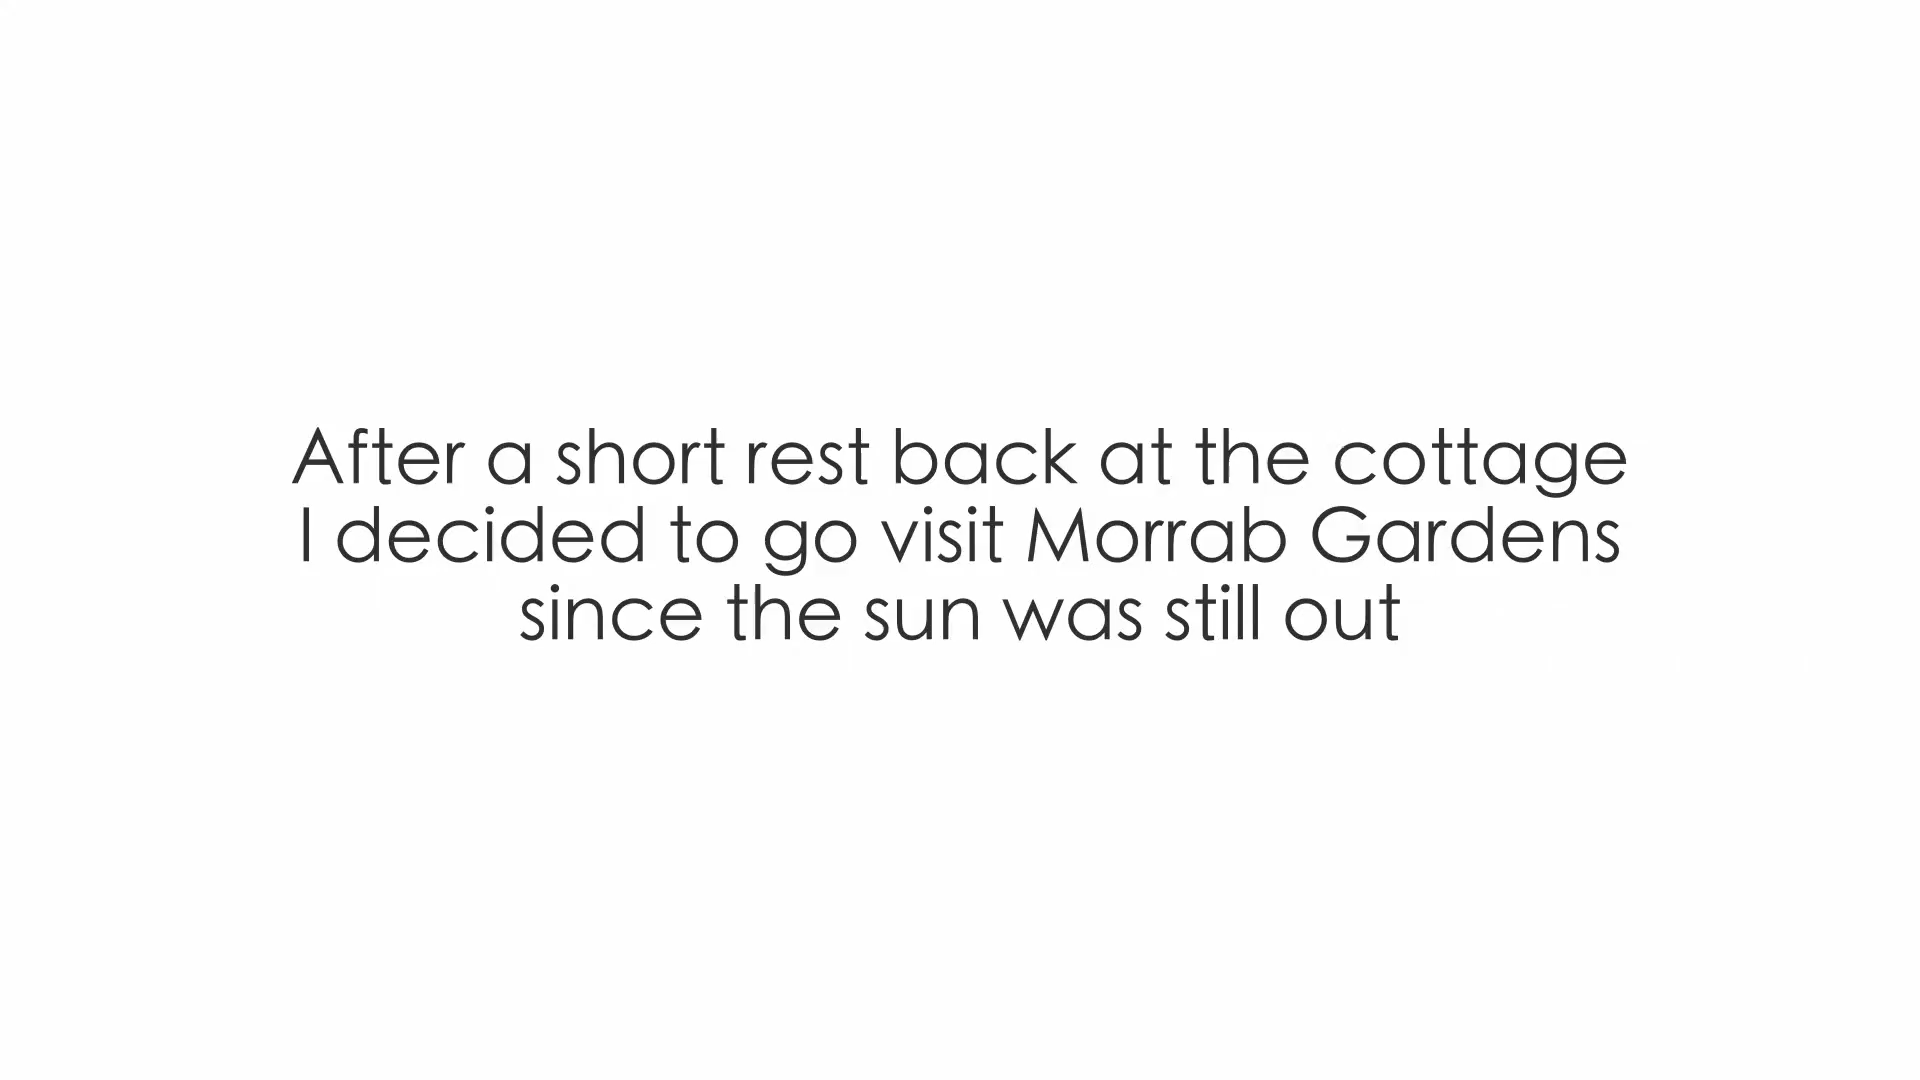 After a short rest back at the cottage
I decided to go visit Morrab Gardens
since the sun was still out